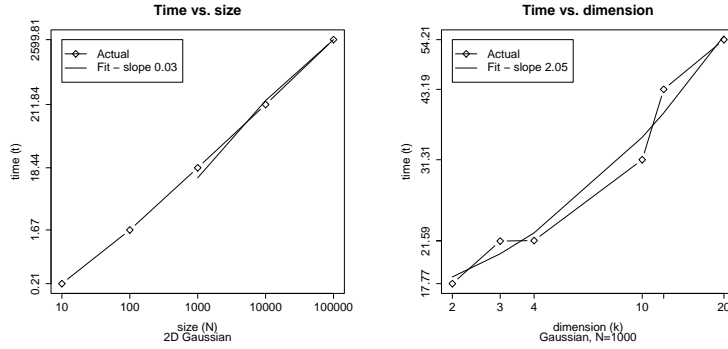 Time vs. size
2599.81
211.84
18.44
1.67
0.21
Actual
Fit − slope 0.03
time (t)
10
100
1000
10000
100000
size (N)
2D Gaussian
Time vs. dimension
54.21
43.19
31.31
21.59
17.77
Actual
Fit − slope 2.05
time (t)
2
3
4
10
20
dimension (k)
Gaussian, N=1000